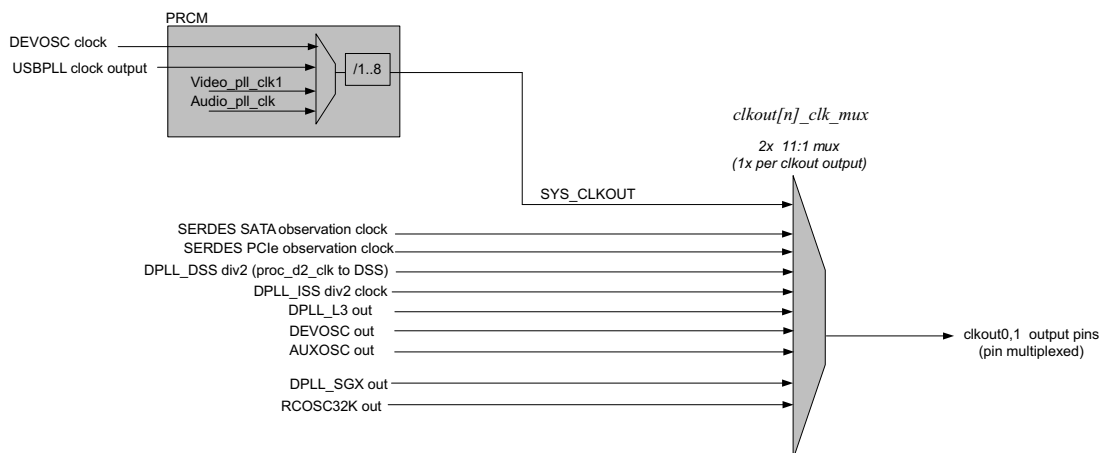 PRCM
DEVOSC clock
USBPLL clock output
Video_pll_clk1
Audio_pll_clk
/1..8
clkout[n]_clk_mux
2x 11:1 mux
(1x per clkout output)
SYS_CLKOUT
SERDES SATA observation clock
SERDES PCIe observation clock
DPLL_DSS div2 (proc_d2_clk to DSS)
DPLL_ISS div2 clock
DPLL_L3 out
DEVOSC out
AUXOSC out
DPLL_SGX out
RCOSC32K out
clkout0,1 output pins
(pin multiplexed)